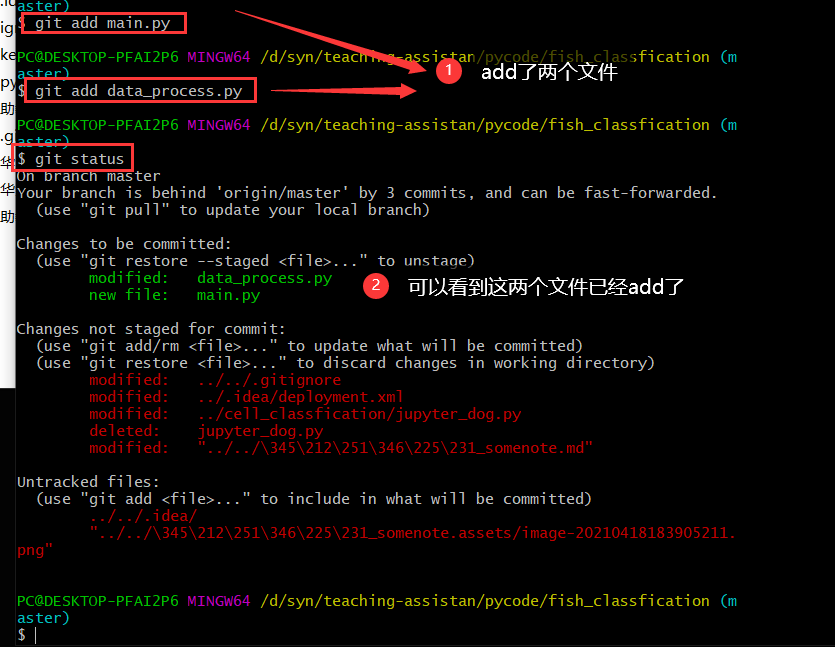 aster)
$ git add main.py
PC@DESKTOP-PFAI2P6 MINGW64 /d/syn/teaching-assistan/pycode/fish_classfication (m
aster)
① add了两个文件
$ git add data_process.py
PC@DESKTOP-PFAI2P6 MINGW64 /d/syn/teaching-assistan/pycode/fish_classfication (m
aster)
$ git status
On branch master
Your branch is behind 'origin/master' by 3 commits, and can be fast-forwarded.
(use "git pull" to update your local branch)
Changes to be committed:
(use "git restore --staged <file>..." to unstage)
modified: data_process.py
② 可以看到这两个文件已经add了
new file: main.py
Changes not staged for commit:
(use "git add/rm <file>..." to update what will be committed)
(use "git restore <file>..." to discard changes in working directory)
modified: ../../.gitignore
modified: ../.idea/deployment.xml
modified: ../cell_classfication/jupyter_dog.py
deleted: jupyter_dog.py
modified: "../../\345\212\251\346\225\231_somenote.md"
Untracked files:
(use "git add <file>..." to include in what will be committed)
../../.idea/
"../../\345\212\251\346\225\231_somenote.assets/image-20210418183905211.
png"
PC@DESKTOP-PFAI2P6 MINGW64 /d/syn/teaching-assistan/pycode/fish_classfication (m
aster)
$